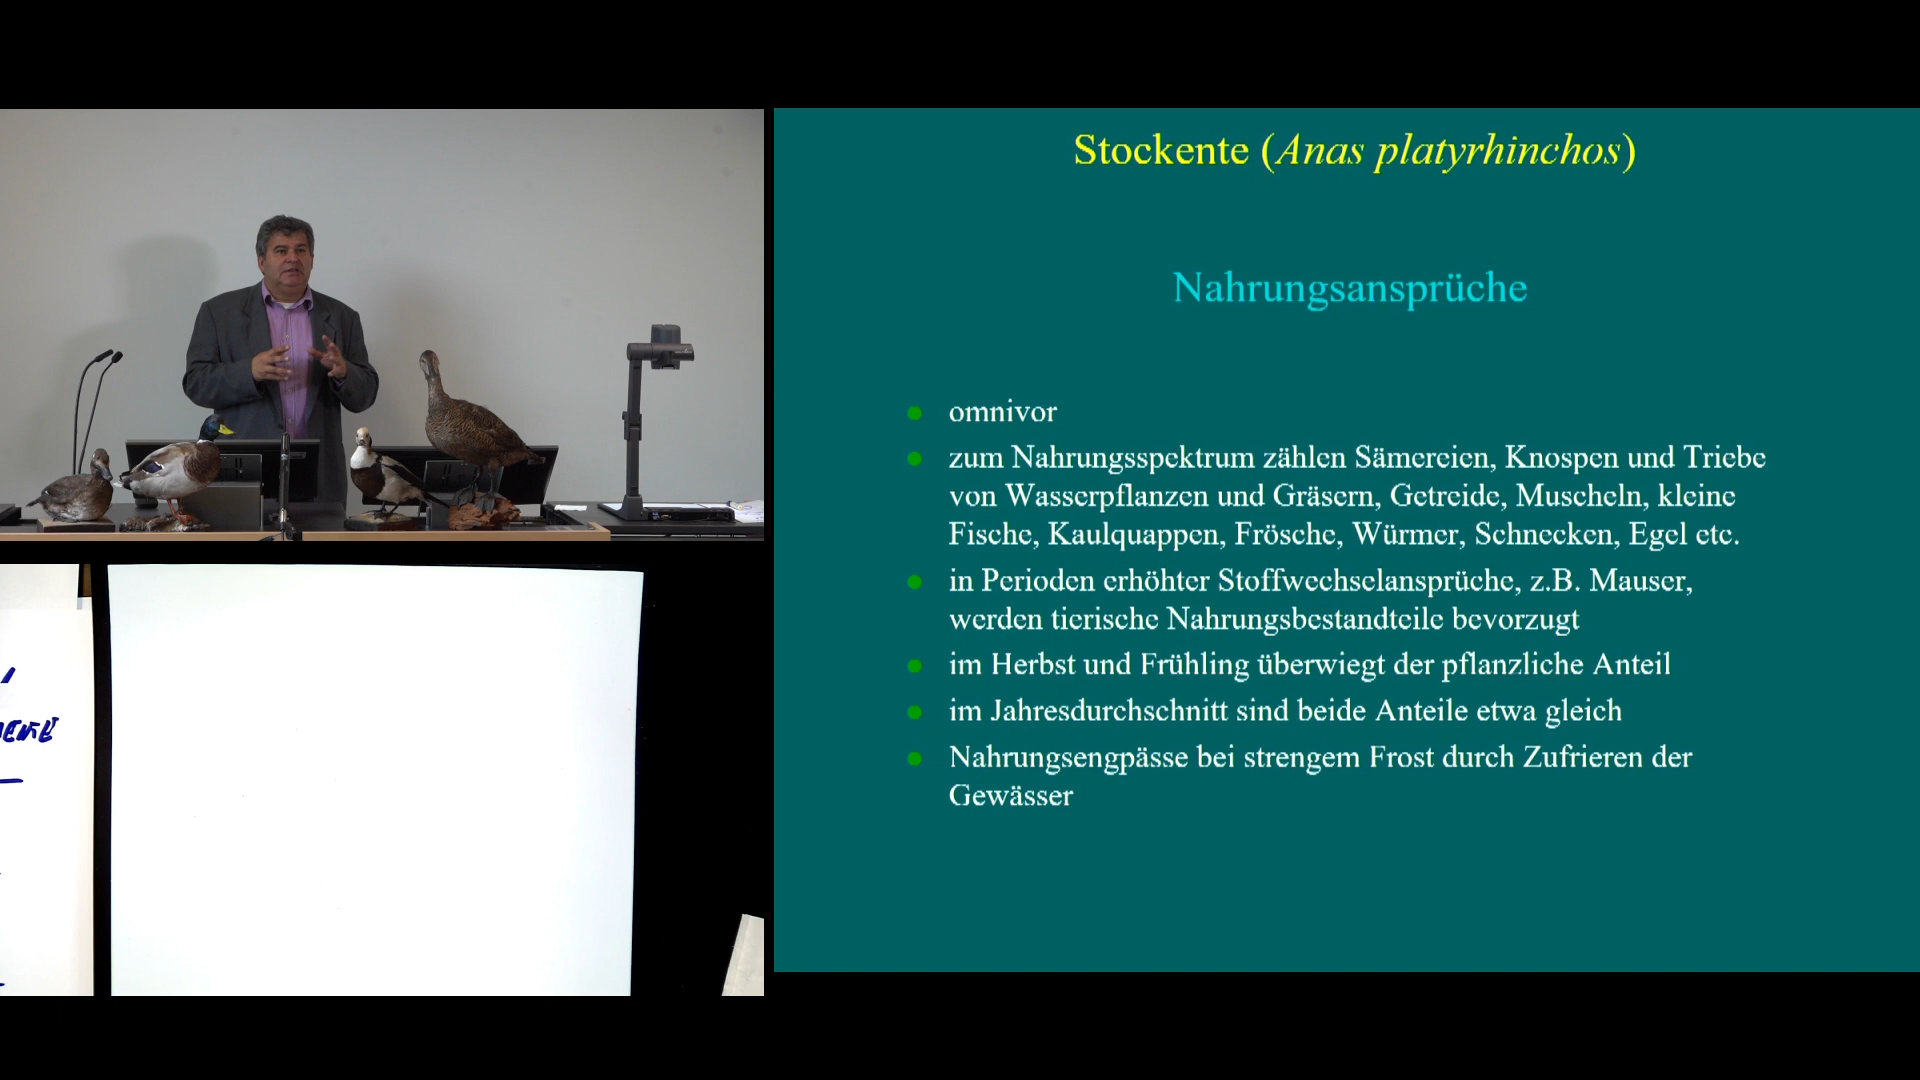 Stockente (Anas platyrhinchos)
Nahrungsansprüche
omnivor
zum Nahrungsspektrum zählen Sämereien, Knospen und Triebe
von Wasserpflanzen und Gräsern, Getreide, Muscheln, kleine
Fische, Kaulquappen, Frösche, Würmer, Schnecken, Egel etc.
in Perioden erhöhter Stoffwechselansprüche, z.B. Mauser,
werden tierische Nahrungsbestandteile bevorzugt
im Herbst und Frühling überwiegt der pflanzliche Anteil
im Jahresdurchschnitt sind beide Anteile etwa gleich
Nahrungsengpässe bei strengem Frost durch Zufrieren der
Gewässer